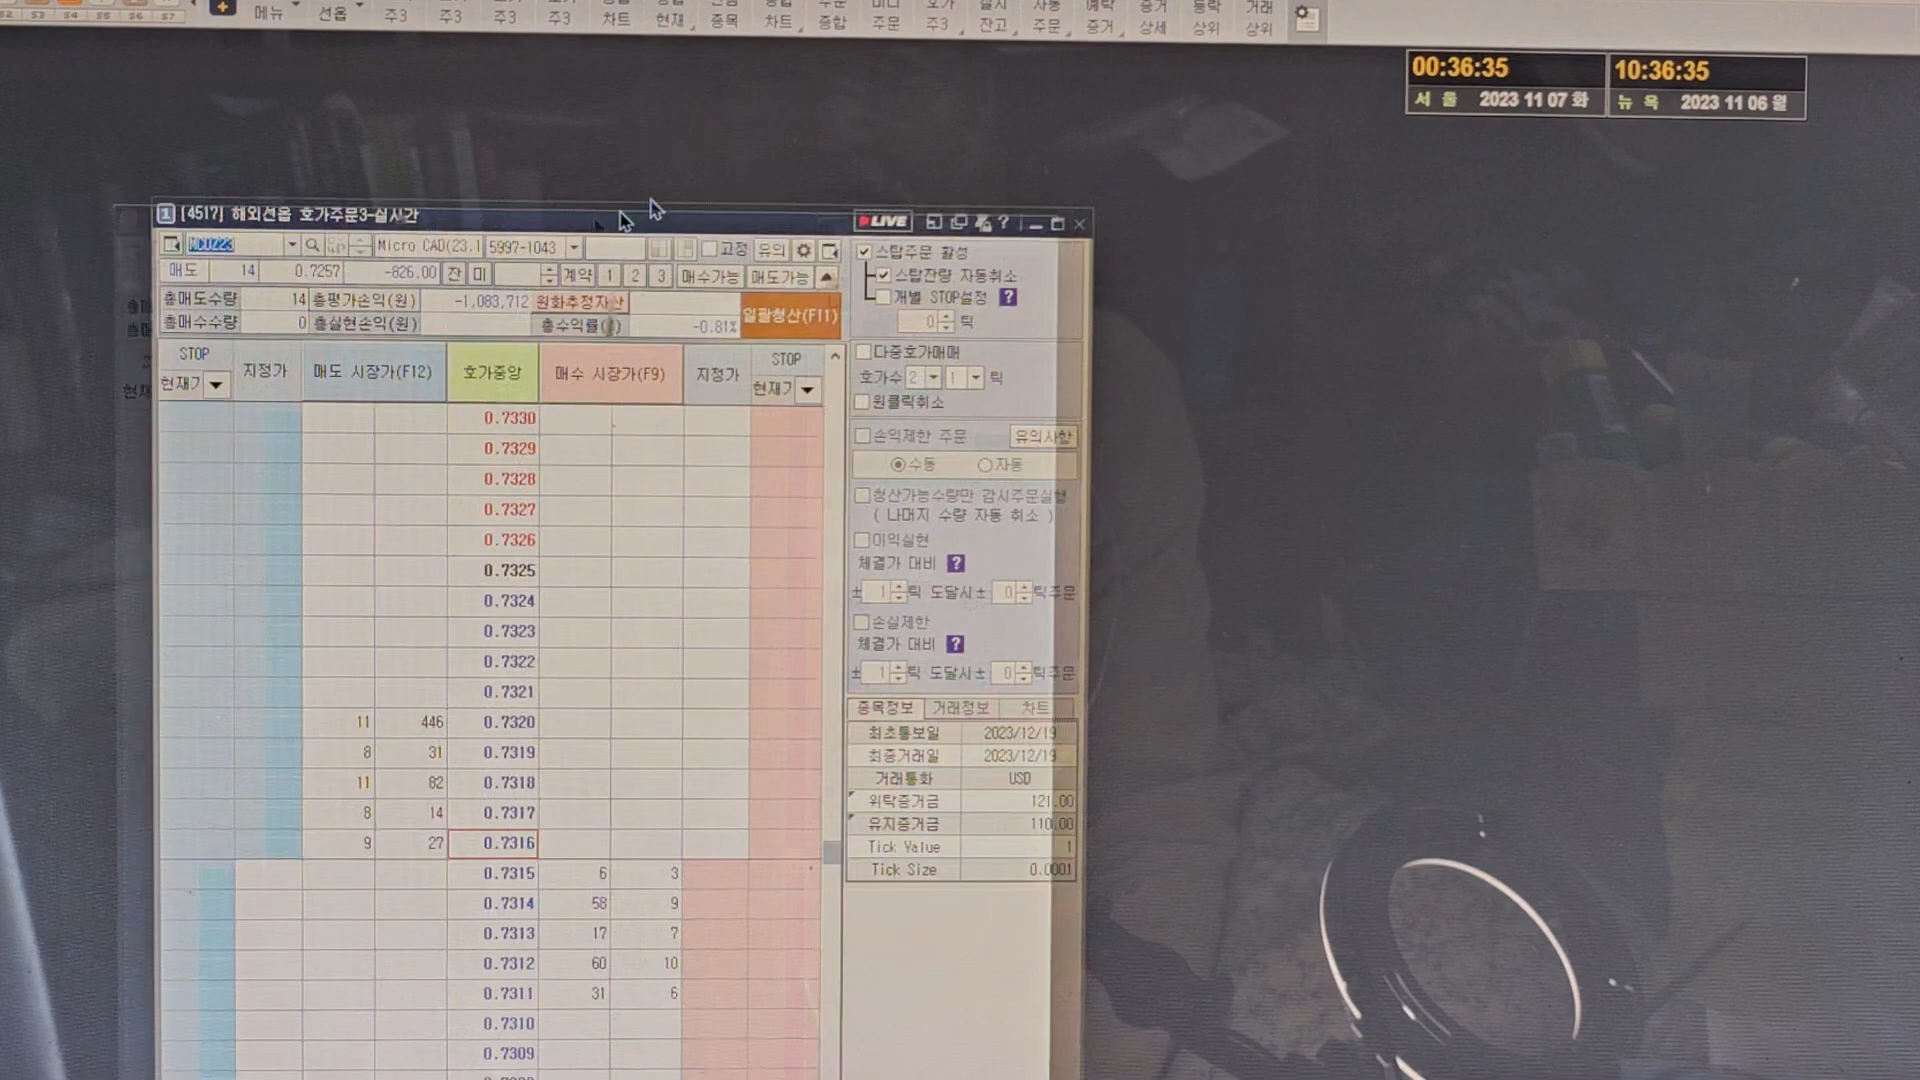 S3 S4 S5 S6 S7
메뉴 선옵 주3 주3 주3 주3 차트 현재 종목 차트 종합 주문 주3 잔고 주문 증거 상세 상위 상위
00:36:35 10:36:35
서 울 2023 11 07 화 뉴 욕 2023 11 06 월
1 [4517] 해외선옵 호가주문3-실시간 LIVE ?
MCDZ23 Micro CAD(23.1 5997-1043 고정 유의
매도 14 0.7257 -826.00 잔 미 계약 1 2 3 매수가능 매도가능
총매도수량 14 총평가손익(원) -1,083,712 원화추정자산
총매수수량 0 총실현손익(원) 총수익률( ) -0.81% 일괄청산(F11)
STOP 지정가 매도 시장가(F12) 호가중앙 매수 시장가(F9) 지정가 STOP
현재가 현재가
0.7330
0.7329
0.7328
0.7327
0.7326
0.7325
0.7324
0.7323
0.7322
0.7321
11 446 0.7320
8 31 0.7319
11 82 0.7318
8 14 0.7317
9 27 0.7316
0.7315 6 3
0.7314 58 9
0.7313 17 7
0.7312 60 10
0.7311 31 6
0.7310
0.7309
스탑주문 활성
스탑잔량 자동취소
개별 STOP설정 ?
0 틱
다중호가매매
호가수 2 1 틱
원클릭취소
손익제한 주문 유의사항
수동 자동
청산가능수량만 감시주문실행
( 나머지 수량 자동 취소 )
이익실현
체결가 대비 ?
± 1 틱 도달시 ± 0 틱주문
손실제한
체결가 대비 ?
± 1 틱 도달시 ± 0 틱주문
종목정보 거래정보 차트
최초통보일 2023/12/19
최종거래일 2023/12/19
거래통화 USD
위탁증거금 121.00
유지증거금 110.00
Tick Value 1
Tick Size 0.0001